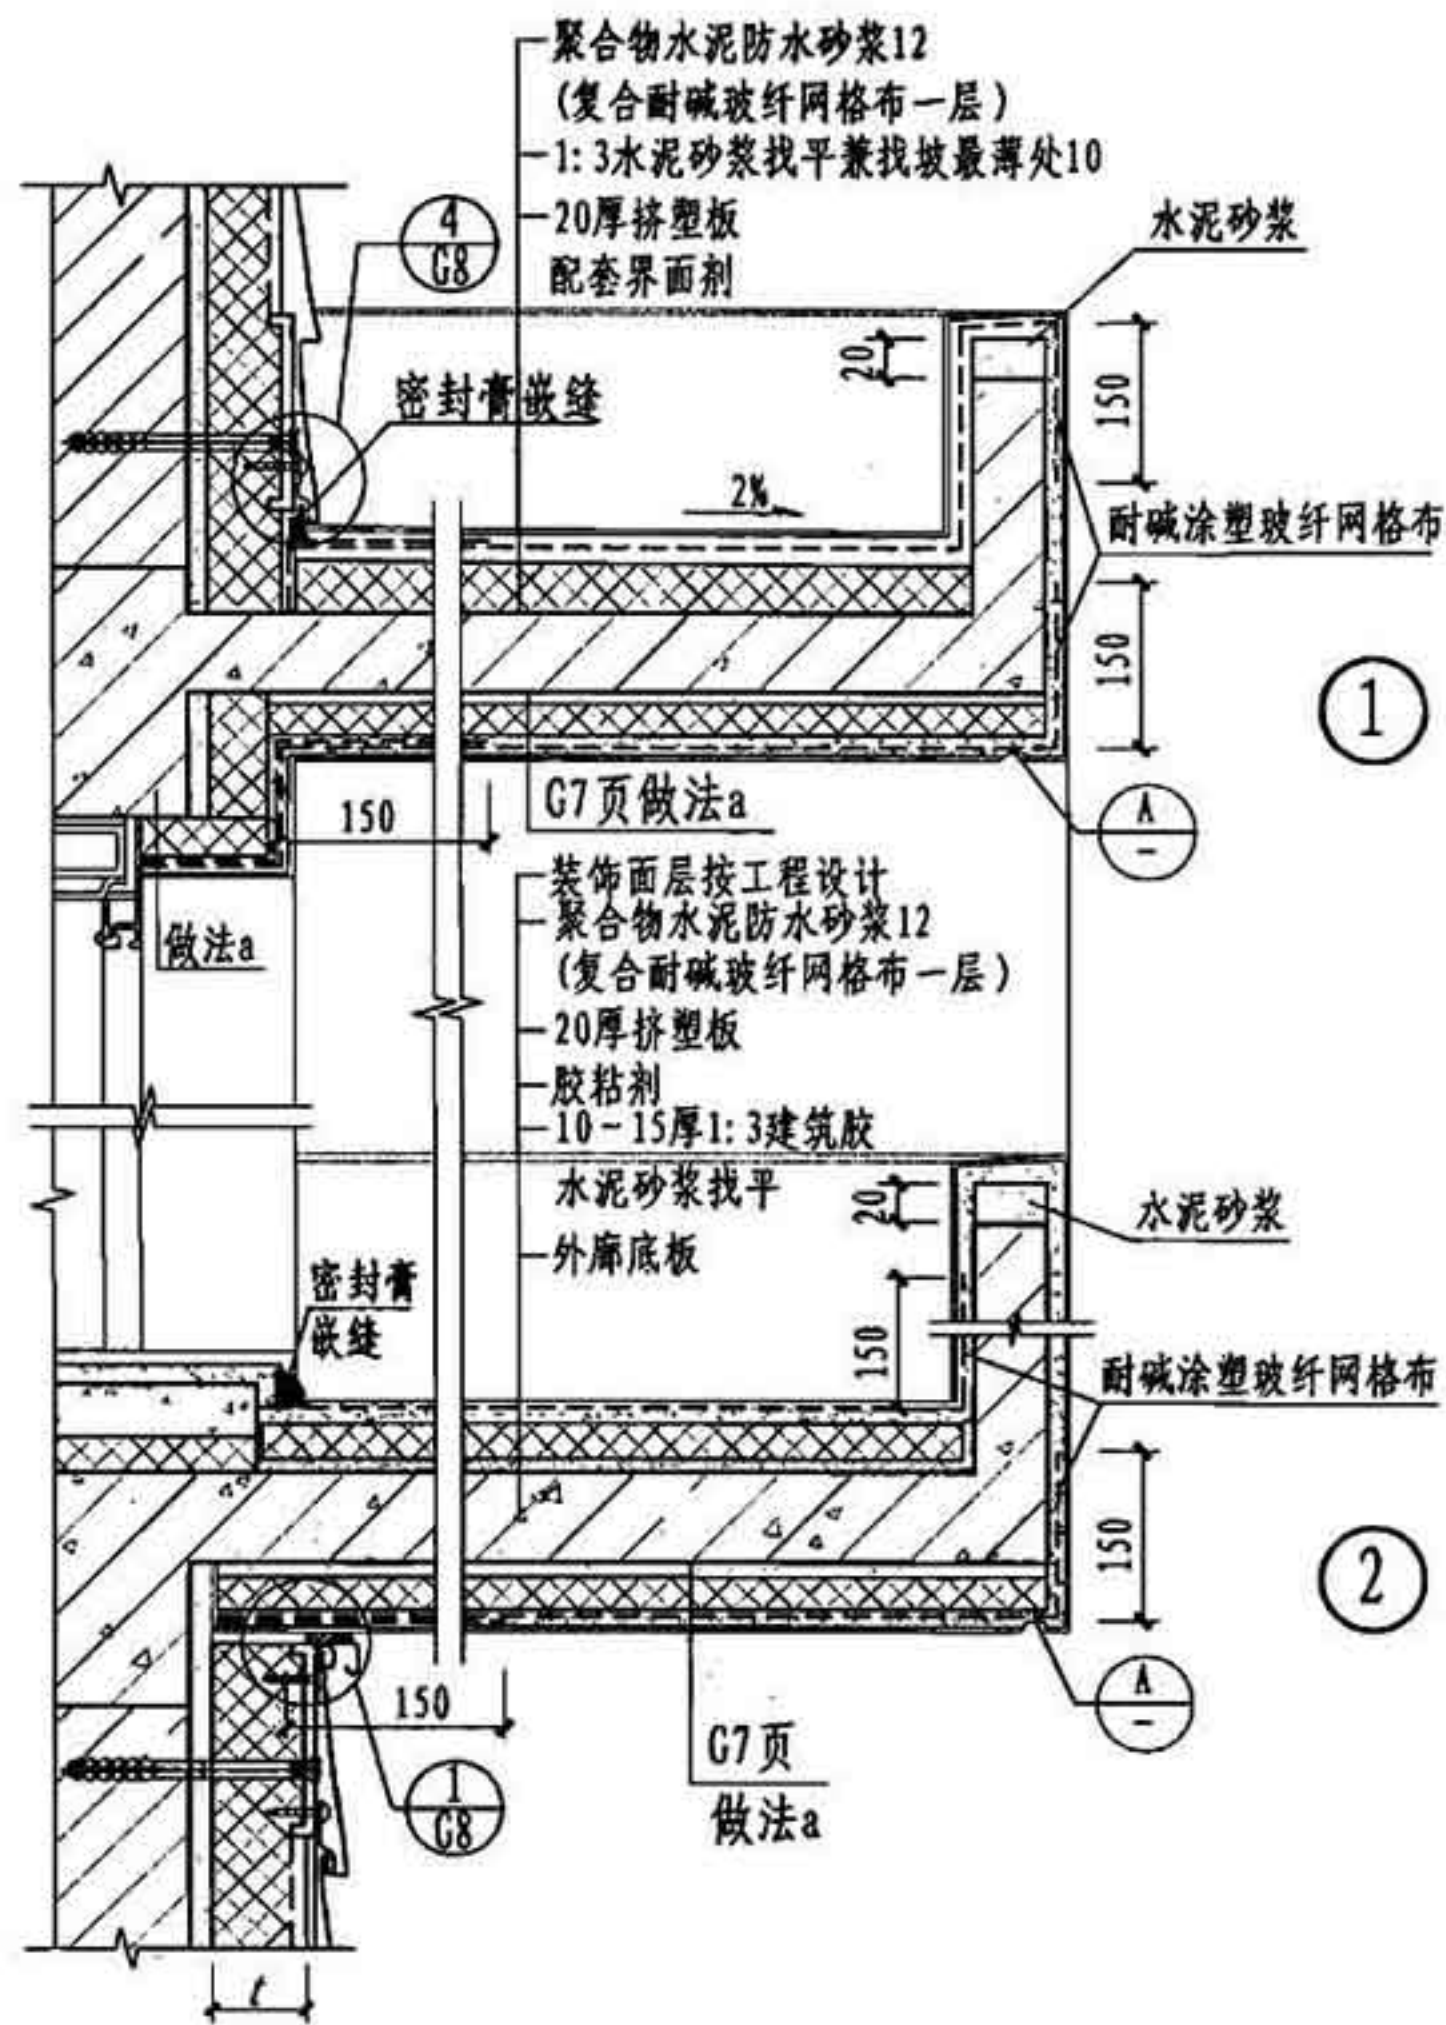 聚合物水泥防水砂浆12
(复合耐碱玻纤网格布一层)
1:3水泥砂浆找平兼找坡最薄处10
20厚挤塑板
配套界面剂
水泥砂浆
4
G8
20
150
密封膏嵌缝
2%
耐碱涂塑玻纤网格布
150
1
G7页做法a
150
A
-
装饰面层按工程设计
聚合物水泥防水砂浆12
(复合耐碱玻纤网格布一层)
做法a
20厚挤塑板
胶粘剂
10~15厚1:3建筑胶
水泥砂浆找平
外廊底板
20
水泥砂浆
密封膏
嵌缝
150
耐碱涂塑玻纤网格布
150
2
150
A
-
G7页
做法a
1
G8
t